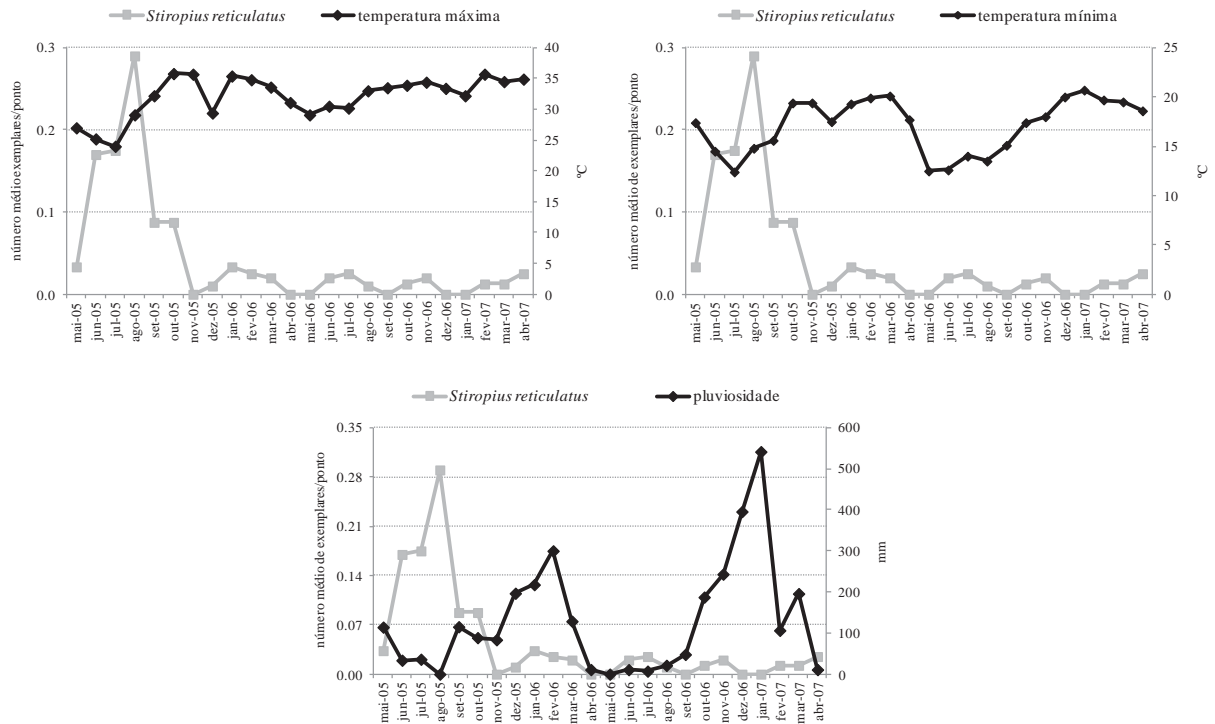 Stiropius reticulatus temperatura máxima
número médio exemplares/ponto
0.3
0.2
0.1
0.0
40
35
30
25
20
15
10
5
0
ºC
mai-05
jun-05
jul-05
ago-05
set-05
out-05
nov-05
dez-05
jan-06
fev-06
mar-06
abr-06
mai-06
jun-06
jul-06
ago-06
set-06
out-06
nov-06
dez-06
jan-07
fev-07
mar-07
abr-07
Stiropius reticulatus temperatura mínima
número médio de exemplares/ponto
0.3
0.2
0.1
0.0
25
20
15
10
5
0
ºC
mai-05
jun-05
jul-05
ago-05
set-05
out-05
nov-05
dez-05
jan-06
fev-06
mar-06
abr-06
mai-06
jun-06
jul-06
ago-06
set-06
out-06
nov-06
dez-06
jan-07
fev-07
mar-07
abr-07
Stiropius reticulatus pluviosidade
número médio de exemplares/ponto
0.35
0.28
0.21
0.14
0.07
0.00
600
500
400
300
200
100
0
mm
mai-05
jun-05
jul-05
ago-05
set-05
out-05
nov-05
dez-05
jan-06
fev-06
mar-06
abr-06
mai-06
jun-06
jul-06
ago-06
set-06
out-06
nov-06
dez-06
jan-07
fev-07
mar-07
abr-07